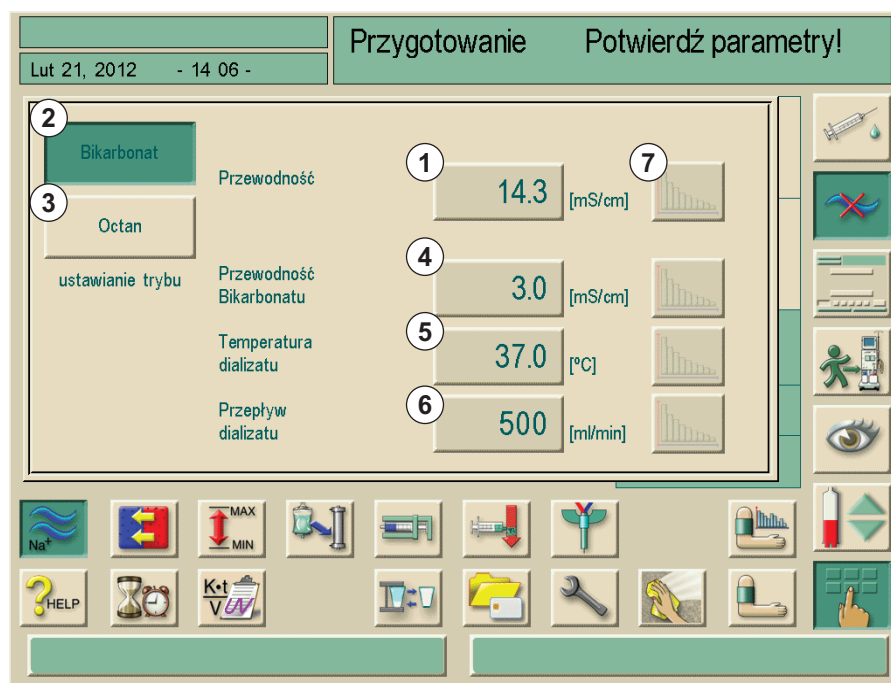 Przygotowanie Potwierdź parametry!
Lut 21, 2012 - 14 06 -
2
Bikarbonat
Przewodność
1
14.3
[mS/cm]
7
3
Octan
ustawianie trybu
Przewodność
Bikarbonatu
4
3.0
[mS/cm]
Temperatura
dializatu
5
37.0
[ºC]
Przepływ
dializatu
6
500
[ml/min]
Na+
MAX
MIN
HELP
K•t
V
UV